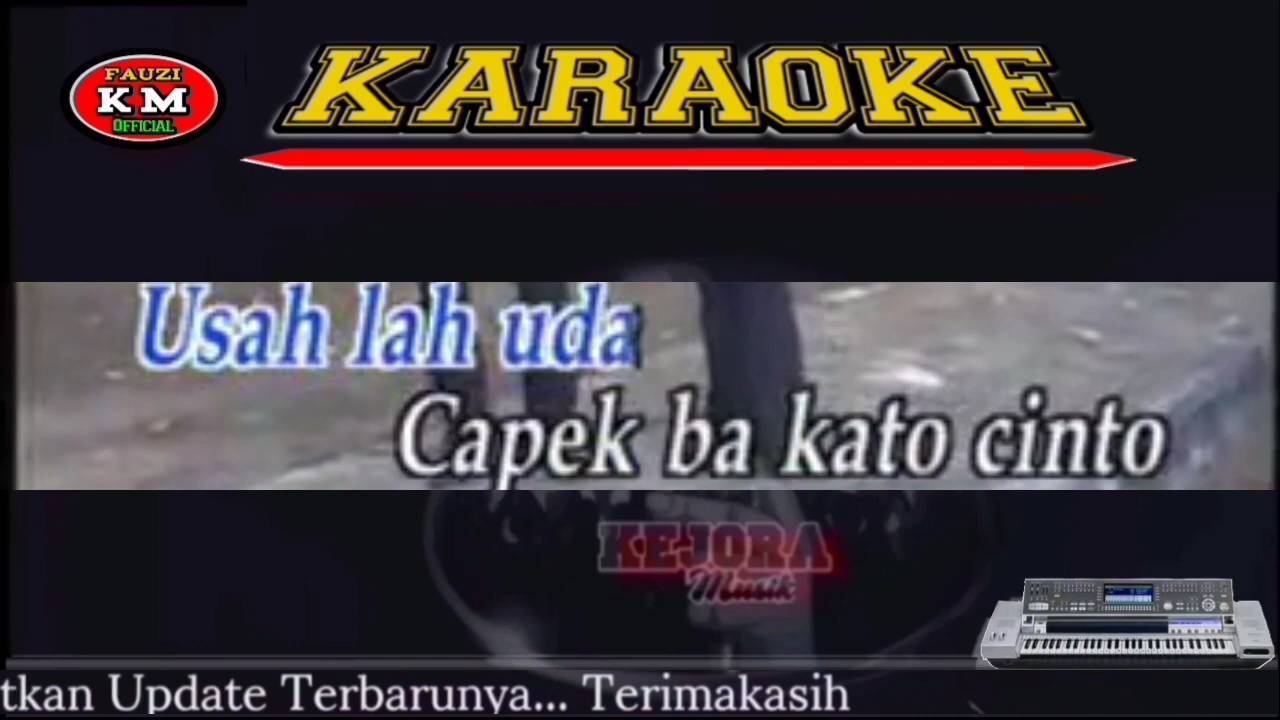 FAUZI
KM
OFFICIAL
KARAOKE
Usah lah uda
Capek ba kato cinto
KEJORA
Musik
tkan Update Terbarunya... Terimakasih